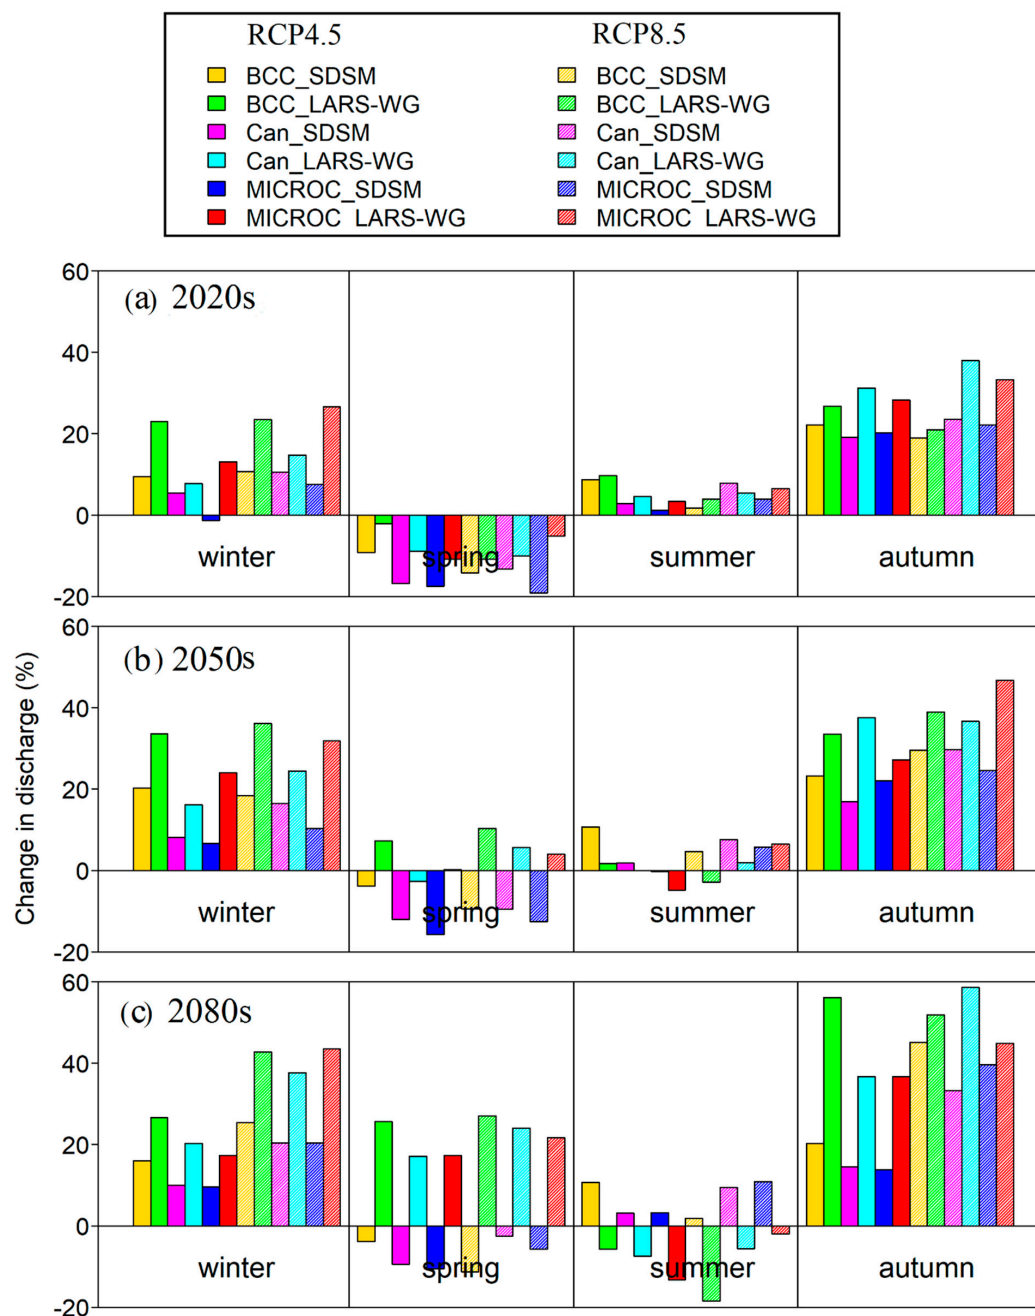 RCP4.5 RCP8.5
BCC_SDSM BCC_SDSM
BCC_LARS-WG BCC_LARS-WG
Can_SDSM Can_SDSM
Can_LARS-WG Can_LARS-WG
MICROC_SDSM MICROC_SDSM
MICROC_LARS-WG MICROC_LARS-WG
Change in discharge (%)
60
(a) 2020s
40
20
0
winter spring summer autumn
-20
60
(b) 2050s
40
20
0
winter spring summer autumn
-20
60
(c) 2080s
40
20
0
winter spring summer autumn
-20